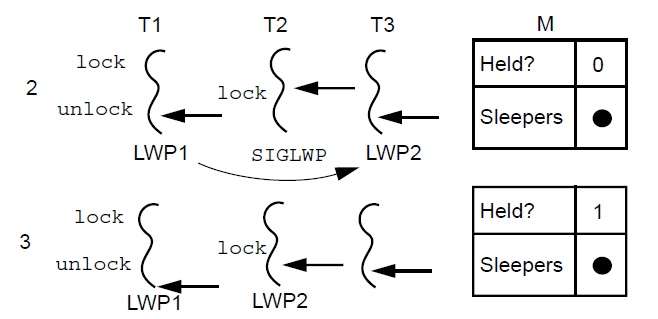 T1 T2 T3 M
lock
Held? 0
2
lock
unlock
Sleepers
LWP1 SIGLWP LWP2
lock
Held? 1
3
lock
unlock
Sleepers
LWP1 LWP2